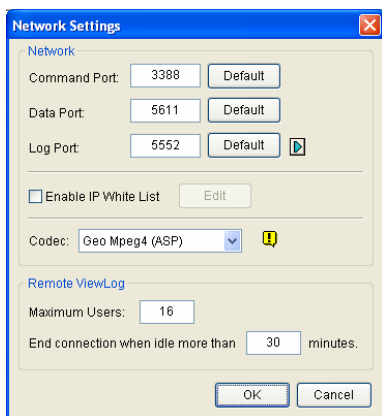 Network Settings
Network
Command Port: 3388 Default
Data Port: 5611 Default
Log Port: 5552 Default
Enable IP White List Edit
Codec: Geo Mpeg4 (ASP)
Remote ViewLog
Maximum Users: 16
End connection when idle more than 30 minutes.
OK Cancel